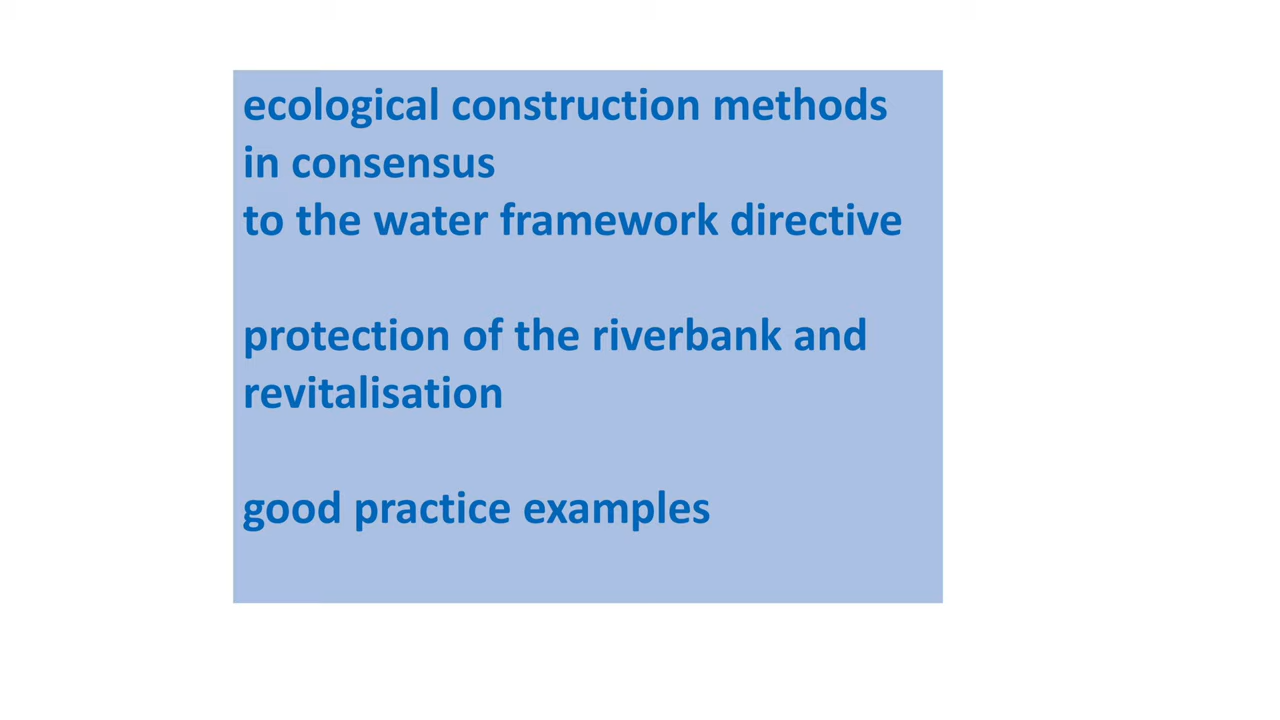 ecological construction methods
in consensus
to the water framework directive
protection of the riverbank and
revitalisation
good practice examples